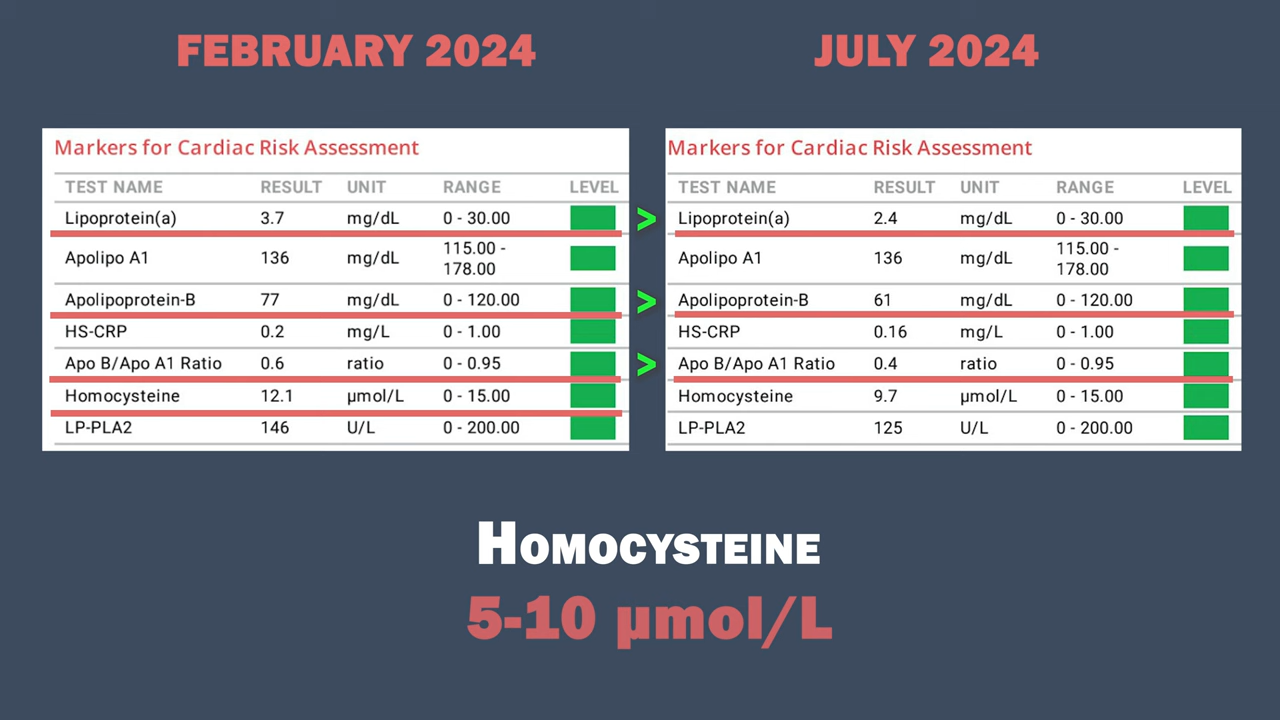 FEBRUARY 2024
JULY 2024
Markers for Cardiac Risk Assessment
TEST NAME RESULT UNIT RANGE LEVEL
Lipoprotein(a) 3.7 mg/dL 0 - 30.00
Apolipo A1 136 mg/dL 115.00 -
178.00
Apolipoprotein-B 77 mg/dL 0 - 120.00
HS-CRP 0.2 mg/L 0 - 1.00
Apo B/Apo A1 Ratio 0.6 ratio 0 - 0.95
Homocysteine 12.1 µmol/L 0 - 15.00
LP-PLA2 146 U/L 0 - 200.00
>
>
>
Markers for Cardiac Risk Assessment
TEST NAME RESULT UNIT RANGE LEVEL
Lipoprotein(a) 2.4 mg/dL 0 - 30.00
Apolipo A1 136 mg/dL 115.00 -
178.00
Apolipoprotein-B 61 mg/dL 0 - 120.00
HS-CRP 0.16 mg/L 0 - 1.00
Apo B/Apo A1 Ratio 0.4 ratio 0 - 0.95
Homocysteine 9.7 µmol/L 0 - 15.00
LP-PLA2 125 U/L 0 - 200.00
HOMOCYSTEINE
5-10 µmol/L